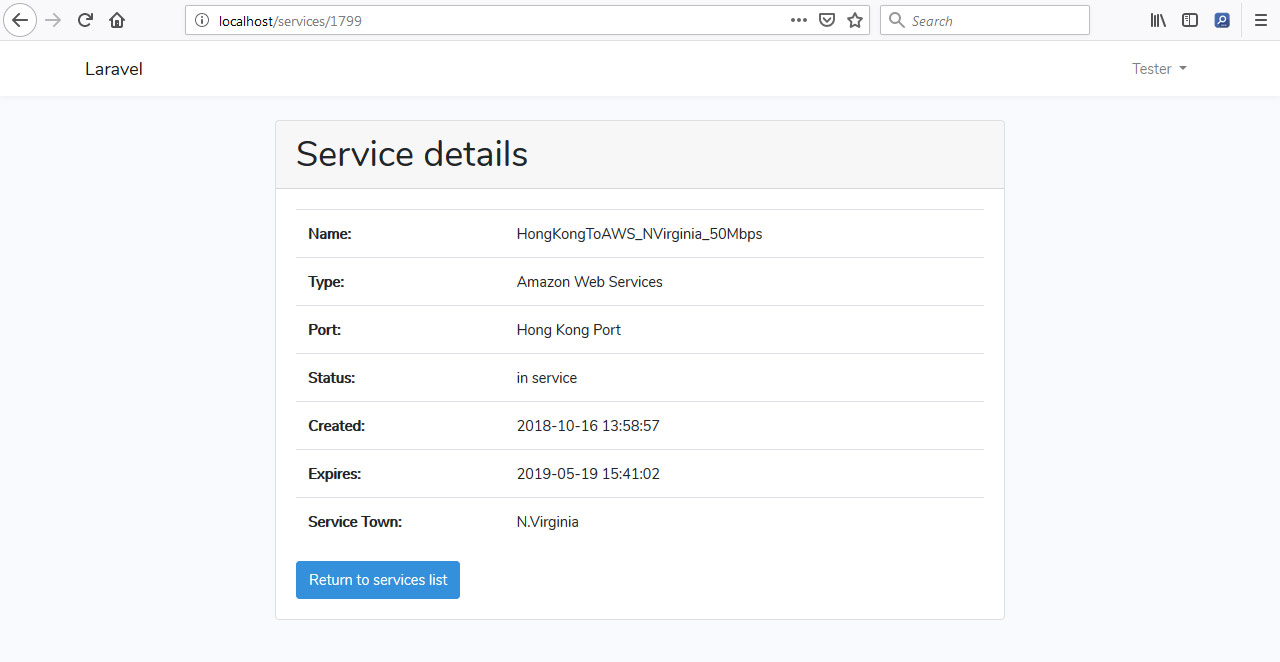 localhost/services/1799
Search
Laravel
Tester
Service details
Name: HongKongToAWS_NVirginia_50Mbps
Type: Amazon Web Services
Port: Hong Kong Port
Status: in service
Created: 2018-10-16 13:58:57
Expires: 2019-05-19 15:41:02
Service Town: N.Virginia
Return to services list